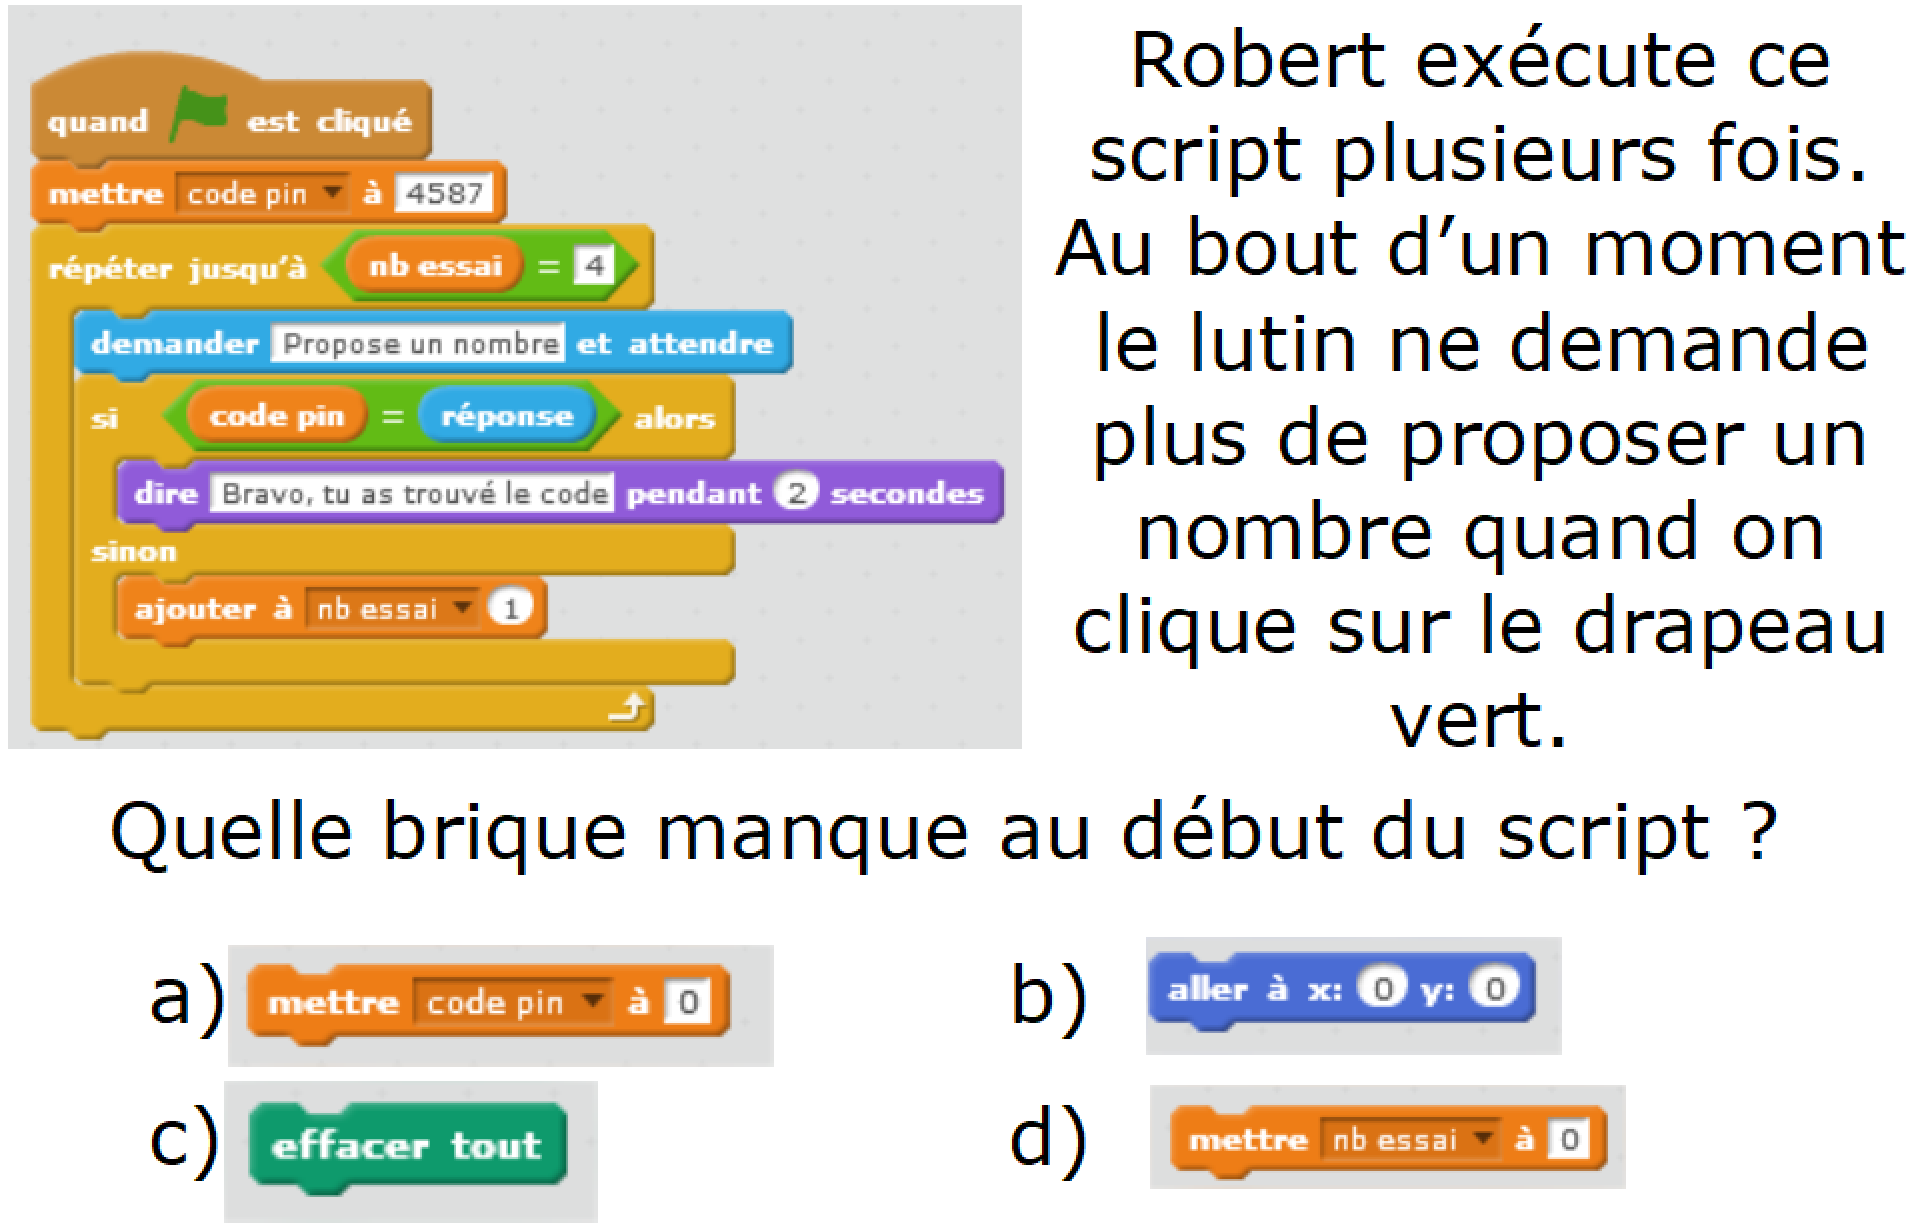 quand est cliqué
mettre code pin à 4587
répéter jusqu'à nb essai = 4
demander Propose un nombre et attendre
si code pin = réponse alors
dire Bravo, tu as trouvé le code pendant 2 secondes
sinon
ajouter à nb essai 1
Robert exécute ce
script plusieurs fois.
Au bout d’un moment
le lutin ne demande
plus de proposer un
nombre quand on
clique sur le drapeau
vert.
Quelle brique manque au début du script ?
a) mettre code pin à 0
b) aller à x: 0 y: 0
c) effacer tout
d) mettre nb essai à 0